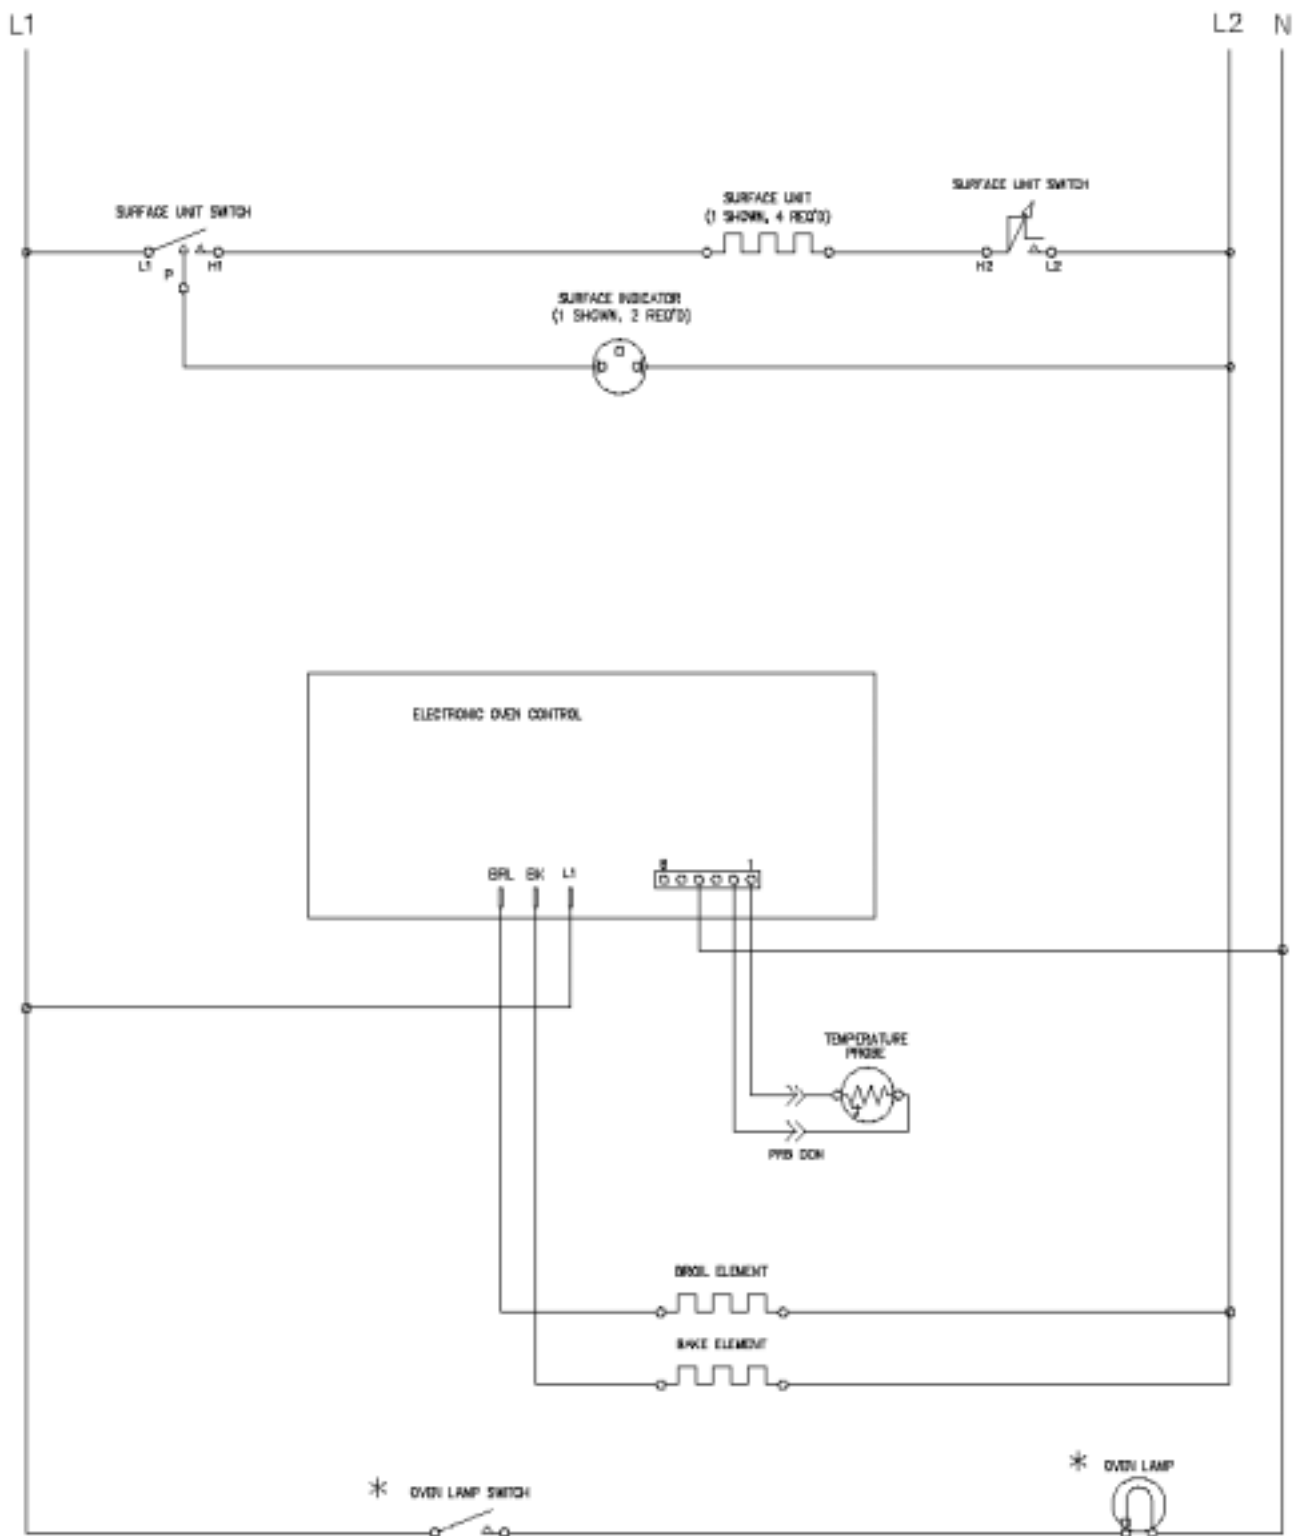 L1
L2 N
SURFACE UNIT SWITCH
SURFACE UNIT
(1 SHOWN, 4 REQ'D)
SURFACE UNIT SWITCH
L1
P
H1
H2
L2
SURFACE INDICATOR
(1 SHOWN, 2 REQ'D)
ELECTRONIC OVEN CONTROL
BRL BK L1
1
TEMPERATURE
PROBE
PRB CON
BROIL ELEMENT
BAKE ELEMENT
* OVEN LAMP
* OVEN LAMP SWITCH